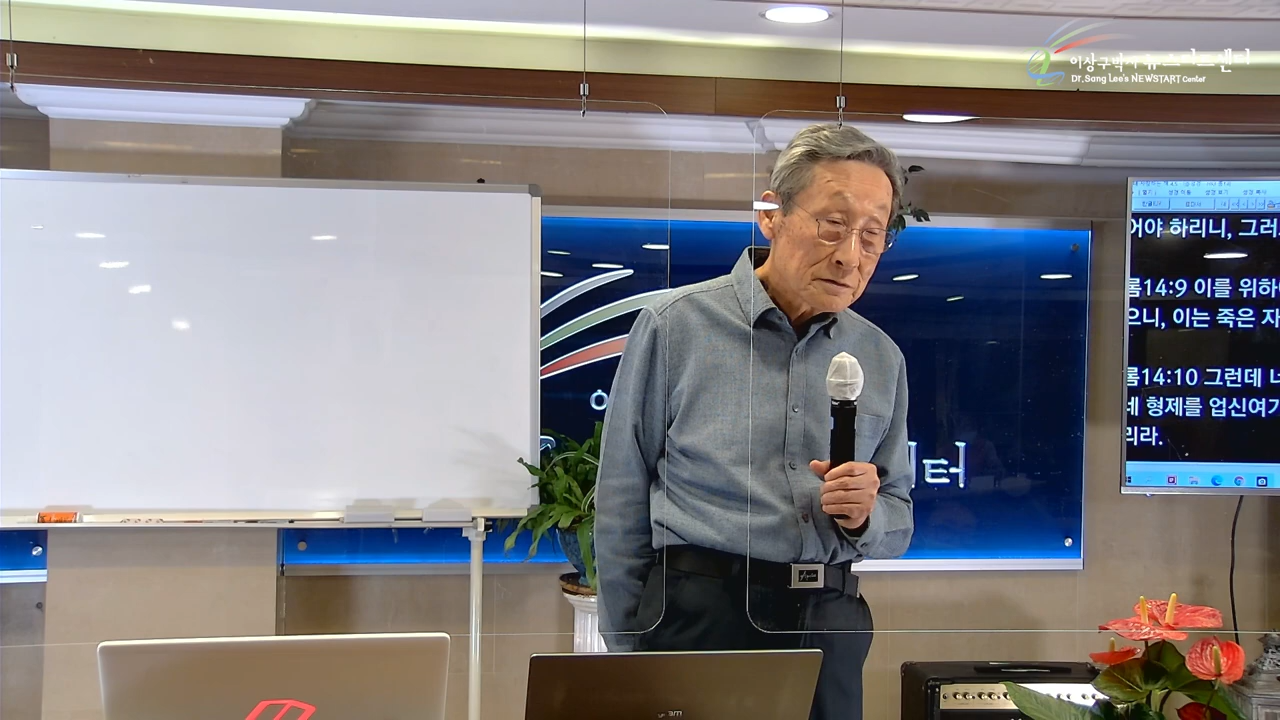 이상구박사 뉴스타트센터
Dr. Sang Lee's NEWSTART Center
어야 하리니, 그러
롬14:9 이를 위하
으니, 이는 죽은 자
롬14:10 그런데 너
네 형제를 업신여기
리라.
터